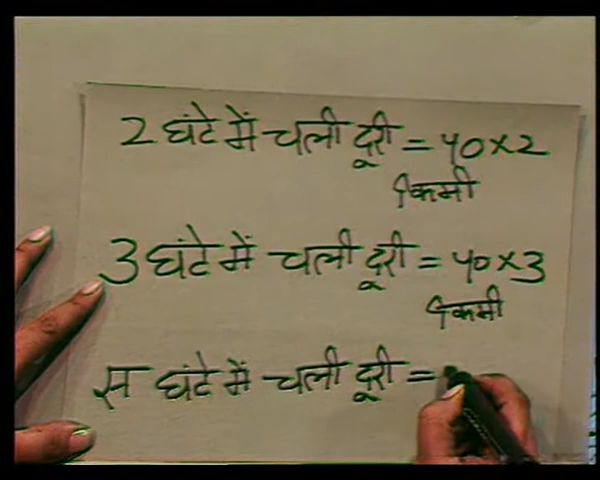 2 घंटे में चली दूरी = 40×2
किमी
3 घंटे में चली दूरी = 40×3
किमी
स घंटे में चली दूरी =